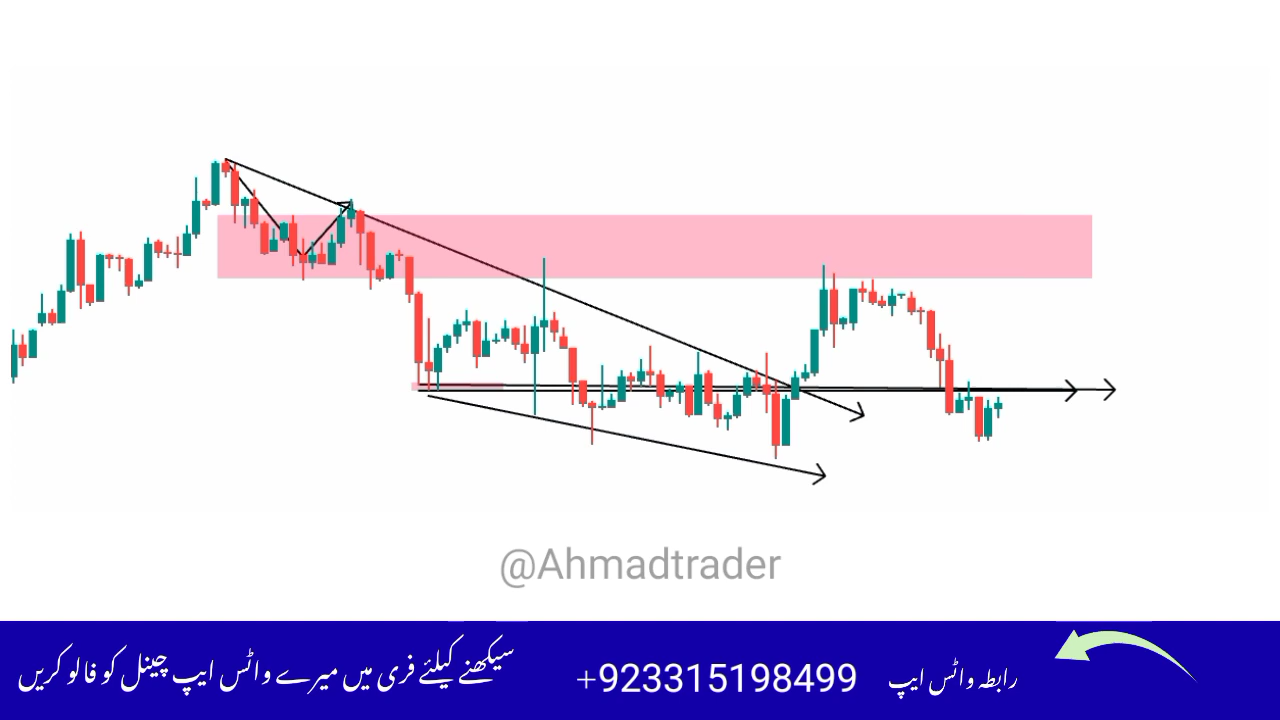 @Ahmadtrader
سیکھنے کیلئے فری میں میرے واٹس ایپ چینل کو فالو کریں
+923315198499
رابطہ واٹس ایپ